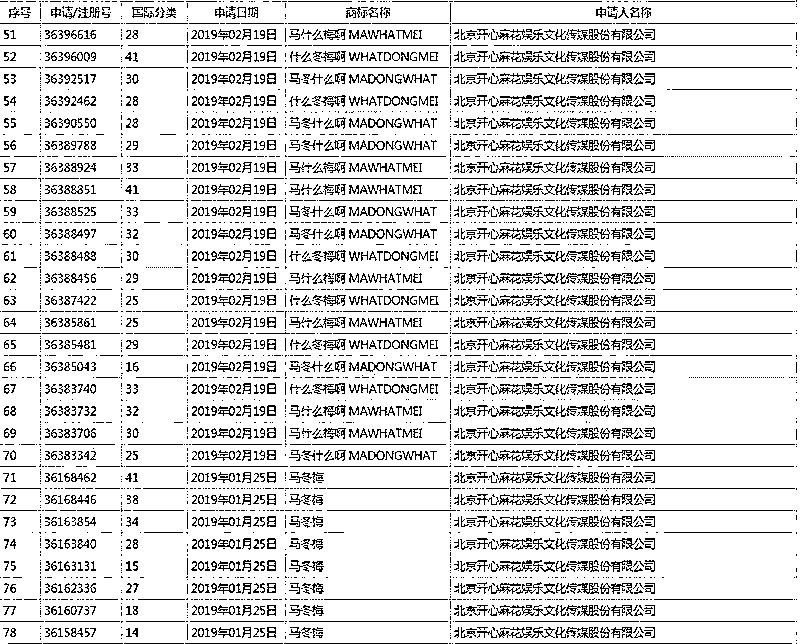 序号 申请/注册号 国际分类 申请日期 商标名称 申请人名称
51 36396616 28 2019年02月19日 马什么梅啊 MAWHATMEI 北京开心麻花娱乐文化传媒股份有限公司
52 36396009 41 2019年02月19日 什么冬梅啊 WHATDONGMEI 北京开心麻花娱乐文化传媒股份有限公司
53 36392517 30 2019年02月19日 马冬什么啊 MADONGWHAT 北京开心麻花娱乐文化传媒股份有限公司
54 36392462 28 2019年02月19日 什么冬梅啊 WHATDONGMEI 北京开心麻花娱乐文化传媒股份有限公司
55 36390550 28 2019年02月19日 马冬什么啊 MADONGWHAT 北京开心麻花娱乐文化传媒股份有限公司
56 36389788 29 2019年02月19日 马冬什么啊 MADONGWHAT 北京开心麻花娱乐文化传媒股份有限公司
57 36388924 33 2019年02月19日 马什么梅啊 MAWHATMEI 北京开心麻花娱乐文化传媒股份有限公司
58 36388851 41 2019年02月19日 马什么梅啊 MAWHATMEI 北京开心麻花娱乐文化传媒股份有限公司
59 36388525 33 2019年02月19日 马冬什么啊 MADONGWHAT 北京开心麻花娱乐文化传媒股份有限公司
60 36388497 32 2019年02月19日 马冬什么啊 MADONGWHAT 北京开心麻花娱乐文化传媒股份有限公司
61 36388488 30 2019年02月19日 什么冬梅啊 WHATDONGMEI 北京开心麻花娱乐文化传媒股份有限公司
62 36388456 29 2019年02月19日 马什么梅啊 MAWHATMEI 北京开心麻花娱乐文化传媒股份有限公司
63 36387422 25 2019年02月19日 什么冬梅啊 WHATDONGMEI 北京开心麻花娱乐文化传媒股份有限公司
64 36385861 25 2019年02月19日 马什么梅啊 MAWHATMEI 北京开心麻花娱乐文化传媒股份有限公司
65 36385481 29 2019年02月19日 什么冬梅啊 WHATDONGMEI 北京开心麻花娱乐文化传媒股份有限公司
66 36385043 16 2019年02月19日 马冬什么啊 MADONGWHAT 北京开心麻花娱乐文化传媒股份有限公司
67 36383740 33 2019年02月19日 什么冬梅啊 WHATDONGMEI 北京开心麻花娱乐文化传媒股份有限公司
68 36383732 32 2019年02月19日 马什么梅啊 MAWHATMEI 北京开心麻花娱乐文化传媒股份有限公司
69 36383706 30 2019年02月19日 马什么梅啊 MAWHATMEI 北京开心麻花娱乐文化传媒股份有限公司
70 36383342 25 2019年02月19日 马冬什么啊 MADONGWHAT 北京开心麻花娱乐文化传媒股份有限公司
71 36168462 41 2019年01月25日 马冬梅 北京开心麻花娱乐文化传媒股份有限公司
72 36168446 38 2019年01月25日 马冬梅 北京开心麻花娱乐文化传媒股份有限公司
73 36163854 34 2019年01月25日 马冬梅 北京开心麻花娱乐文化传媒股份有限公司
74 36163840 28 2019年01月25日 马冬梅 北京开心麻花娱乐文化传媒股份有限公司
75 36163131 15 2019年01月25日 马冬梅 北京开心麻花娱乐文化传媒股份有限公司
76 36162336 27 2019年01月25日 马冬梅 北京开心麻花娱乐文化传媒股份有限公司
77 36160737 18 2019年01月25日 马冬梅 北京开心麻花娱乐文化传媒股份有限公司
78 36158457 14 2019年01月25日 马冬梅 北京开心麻花娱乐文化传媒股份有限公司